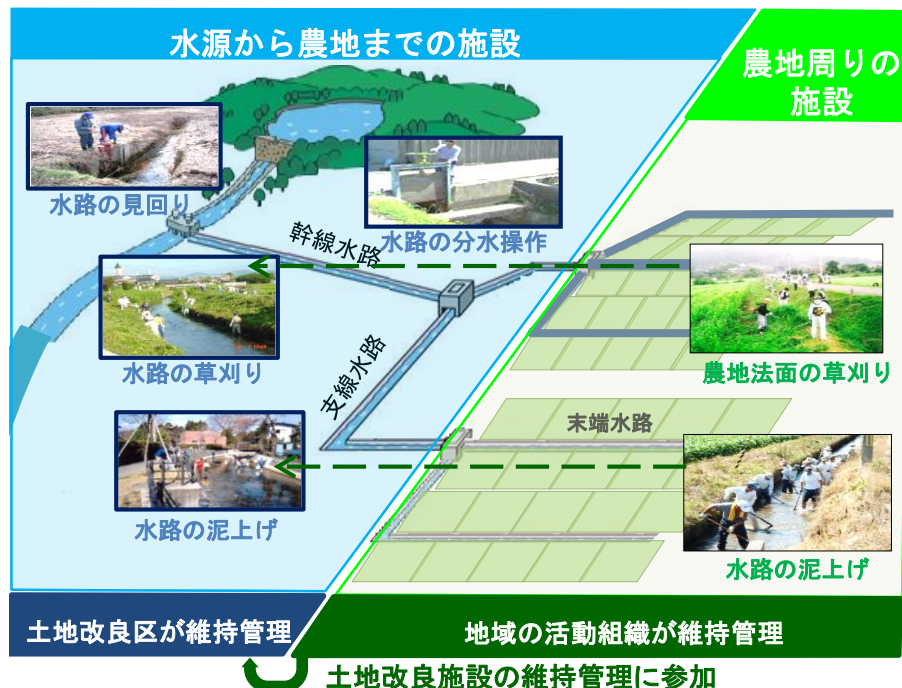 水源から農地までの施設
農地周りの
施設
水路の見回り
水路の分水操作
幹線水路
水路の草刈り
農地法面の草刈り
支線水路
末端水路
水路の泥上げ
水路の泥上げ
土地改良区が維持管理
地域の活動組織が維持管理
土地改良施設の維持管理に参加